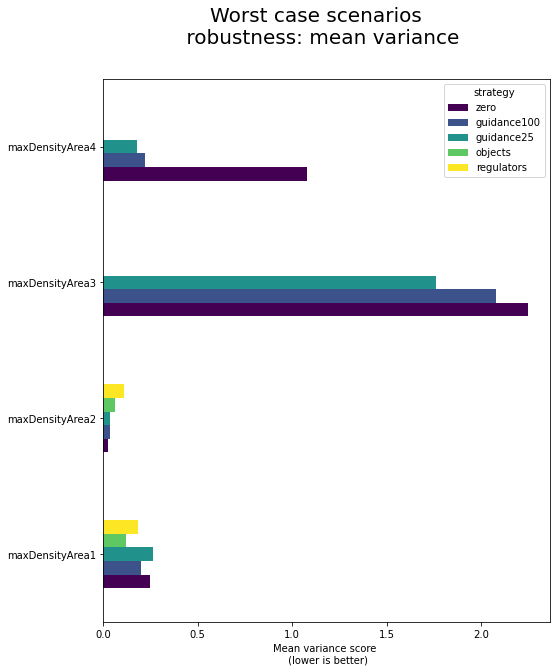 Worst case scenarios
robustness: mean variance
strategy
zero
guidance100
guidance25
objects
regulators
maxDensityArea4
maxDensityArea3
maxDensityArea2
maxDensityArea1
0.0 0.5 1.0 1.5 2.0
Mean variance score
(lower is better)